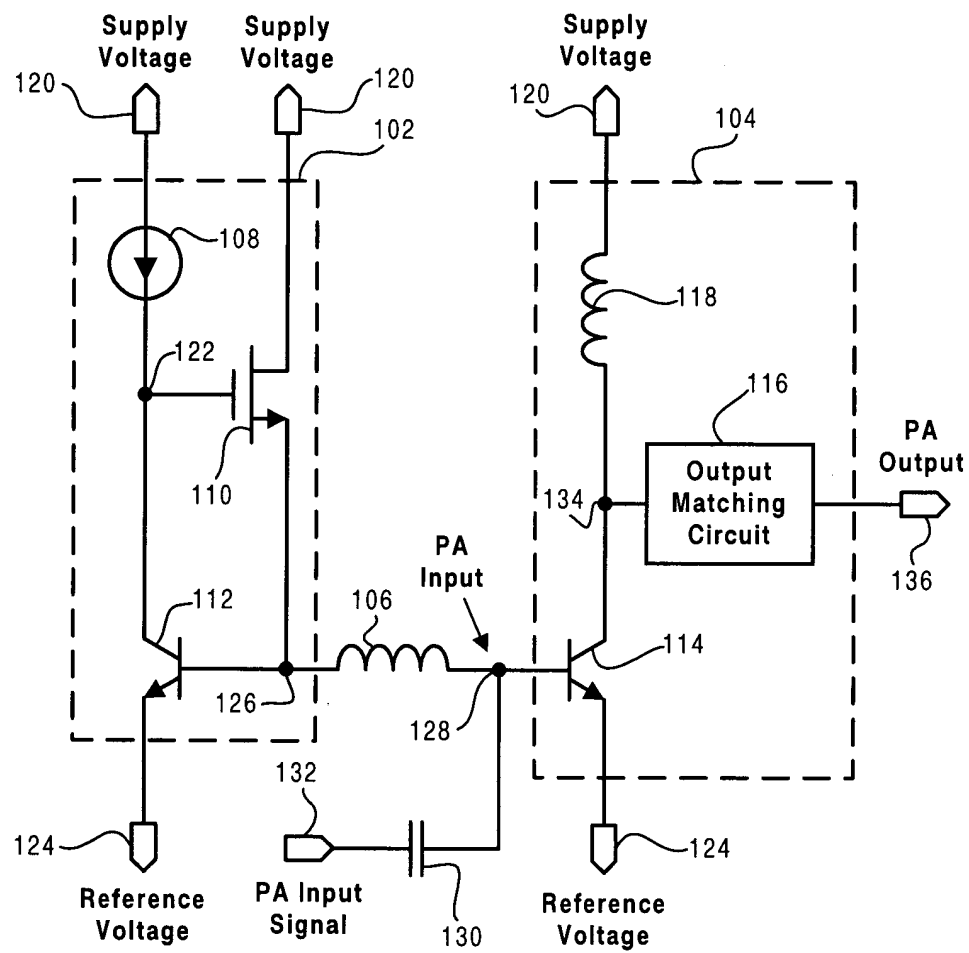 Supply
Voltage
Supply
Voltage
Supply
Voltage
120
120
120
102
104
108
118
122
116
110
Output
Matching
Circuit
PA
Output
134
136
PA
Input
112
106
114
126
128
132
124
124
PA Input
Signal
130
Reference
Voltage
Reference
Voltage